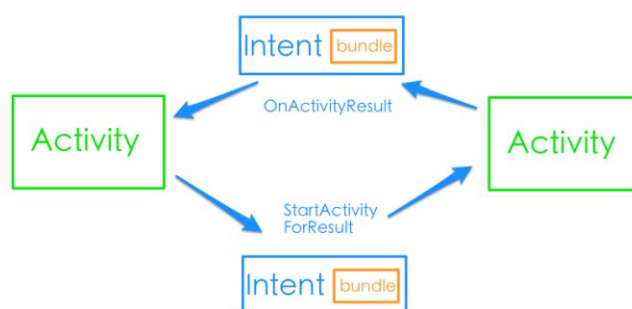 Intent bundle
OnActivityResult
Activity
Activity
StartActivity
ForResult
Intent bundle